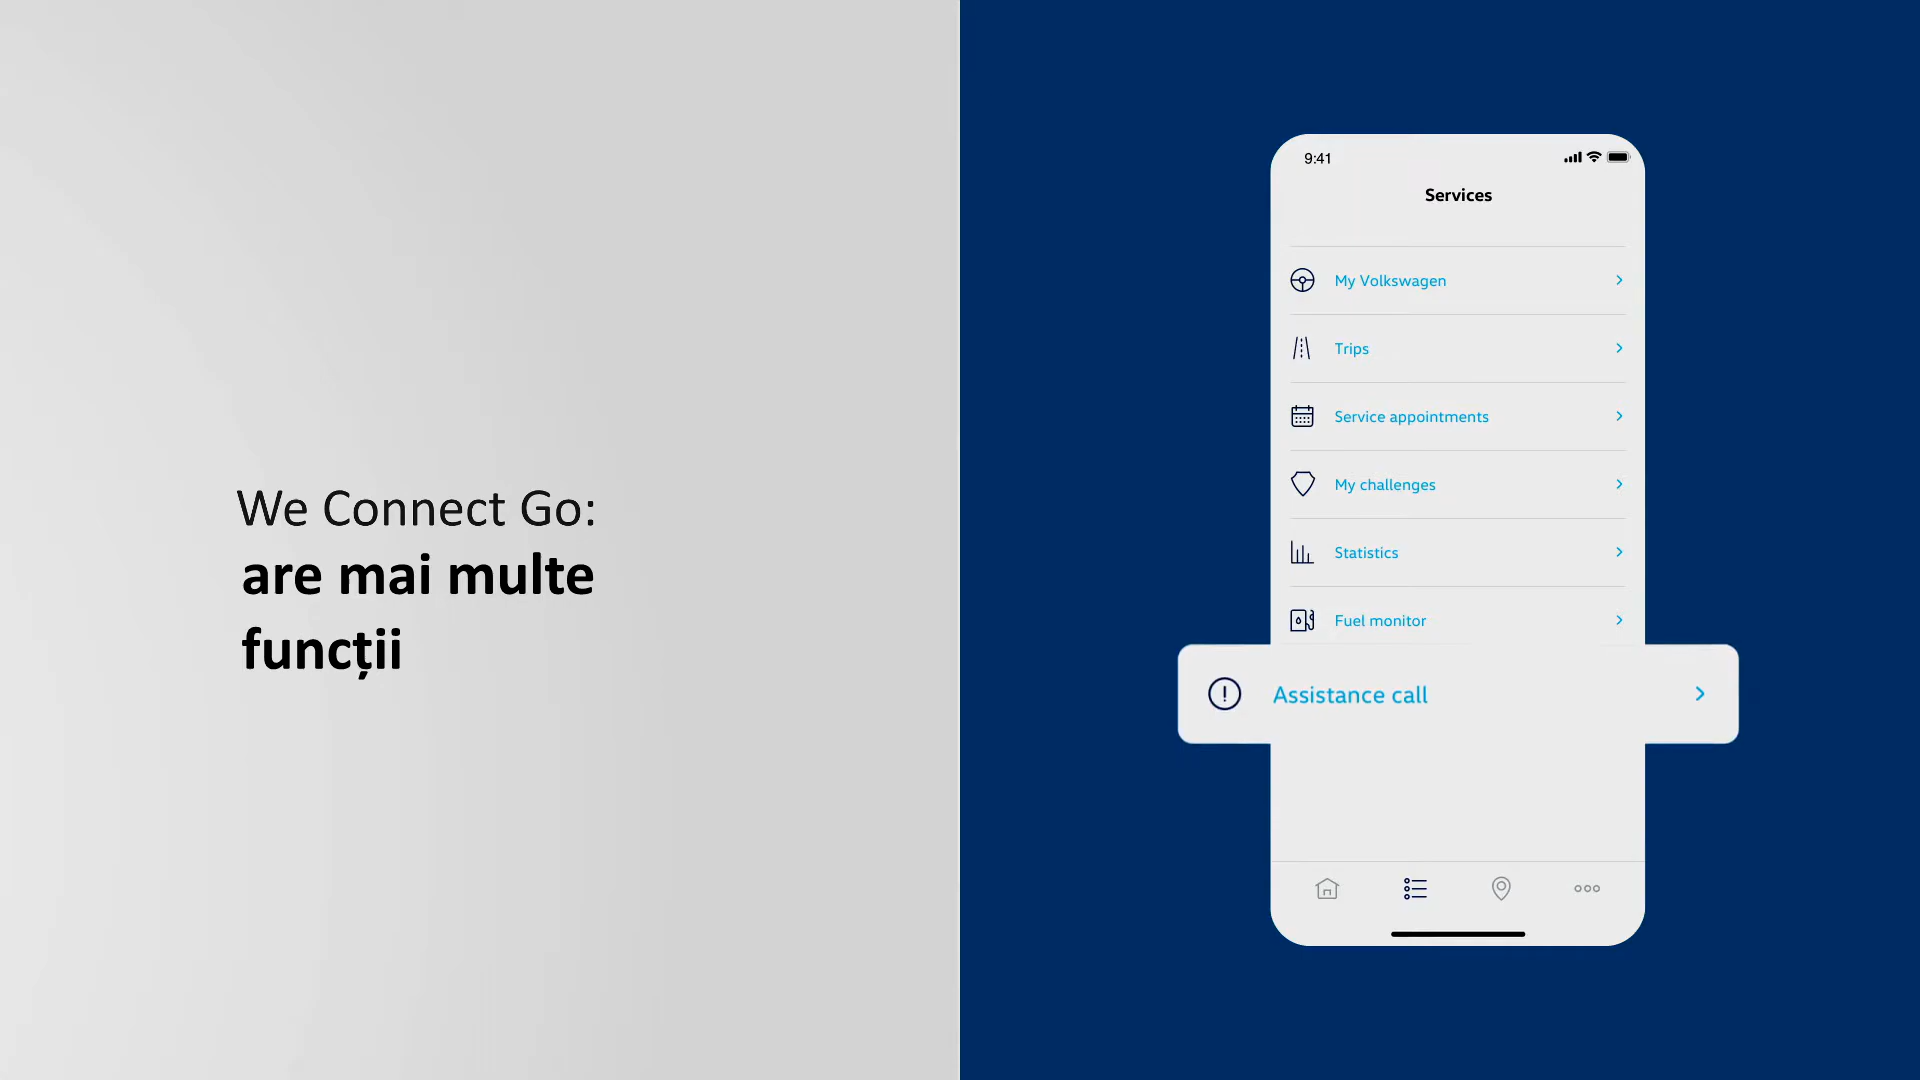 We Connect Go:
are mai multe
funcții
9:41
Services
My Volkswagen
Trips
Service appointments
My challenges
Statistics
Fuel monitor
Assistance call